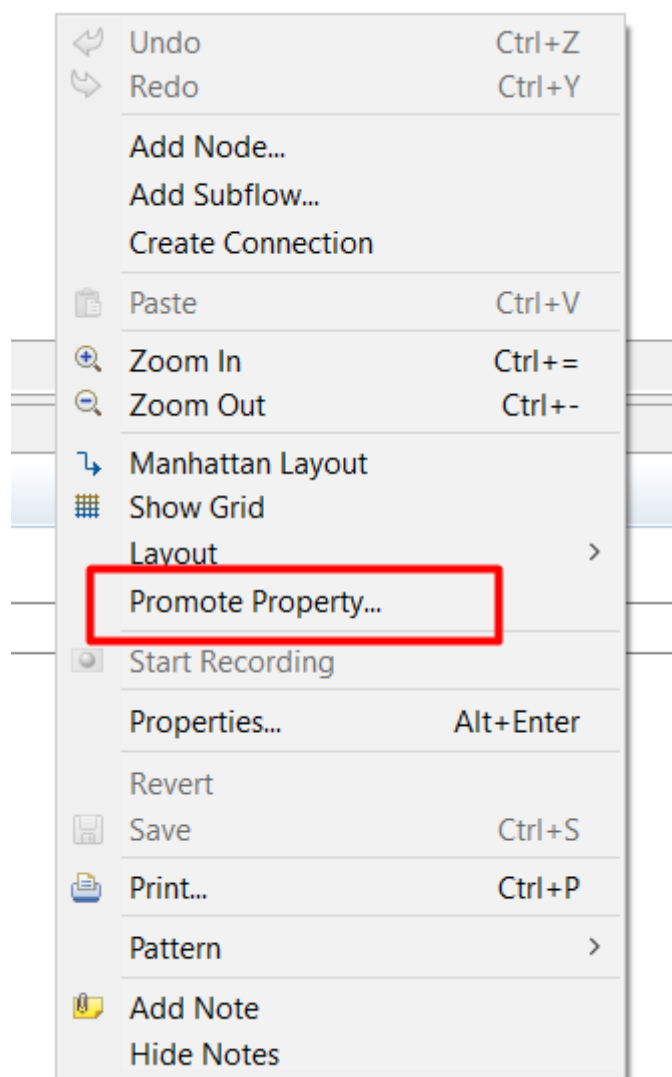 Undo Ctrl+Z
Redo Ctrl+Y
Add Node...
Add Subflow...
Create Connection
Paste Ctrl+V
Zoom In Ctrl+=
Zoom Out Ctrl+-
Manhattan Layout
Show Grid
Layout
Promote Property...
Start Recording
Properties... Alt+Enter
Revert
Save Ctrl+S
Print... Ctrl+P
Pattern
Add Note
Hide Notes